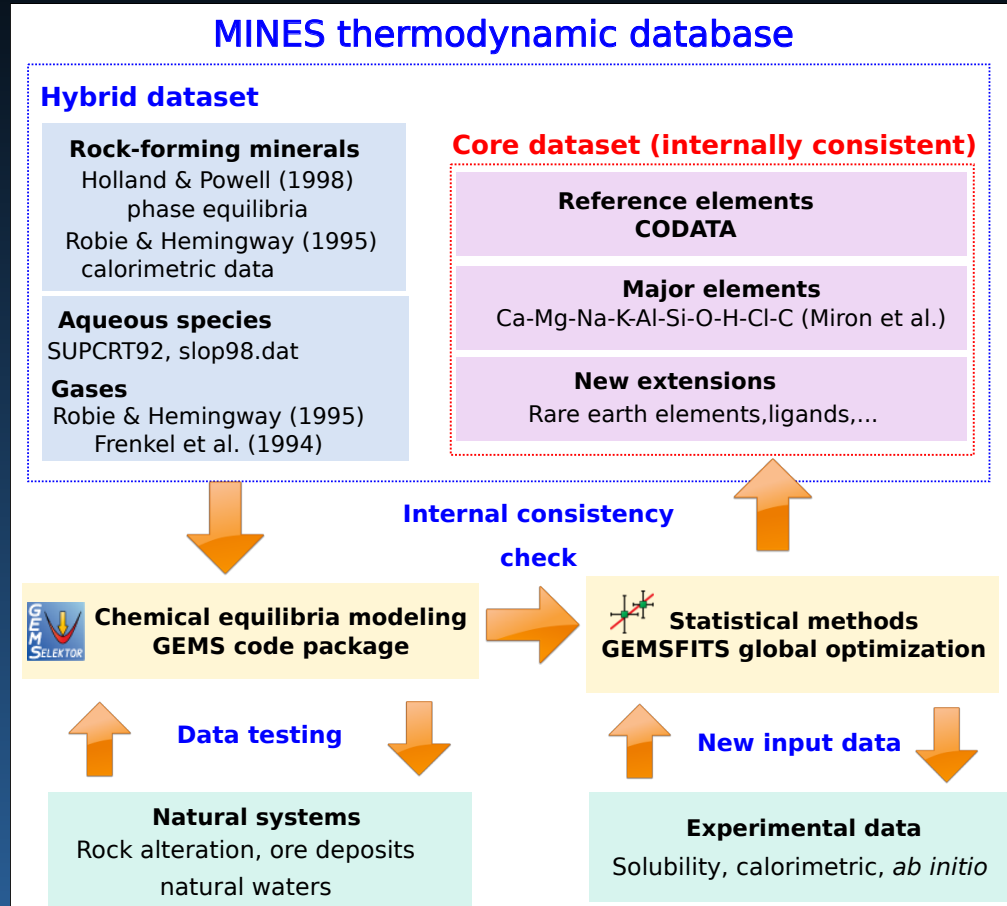 MINES thermodynamic database
Hybrid dataset
Rock-forming minerals
Holland & Powell (1998)
phase equilibria
Robie & Hemingway (1995)
calorimetric data
Aqueous species
SUPCRT92, slop98.dat
Gases
Robie & Hemingway (1995)
Frenkel et al. (1994)
Core dataset (internally consistent)
Reference elements
CODATA
Major elements
Ca-Mg-Na-K-Al-Si-O-H-Cl-C (Miron et al.)
New extensions
Rare earth elements,ligands,...
Internal consistency
check
GEMSELEKTOR
Chemical equilibria modeling
GEMS code package
Statistical methods
GEMSFITS global optimization
Data testing
New input data
Natural systems
Rock alteration, ore deposits
natural waters
Experimental data
Solubility, calorimetric, ab initio